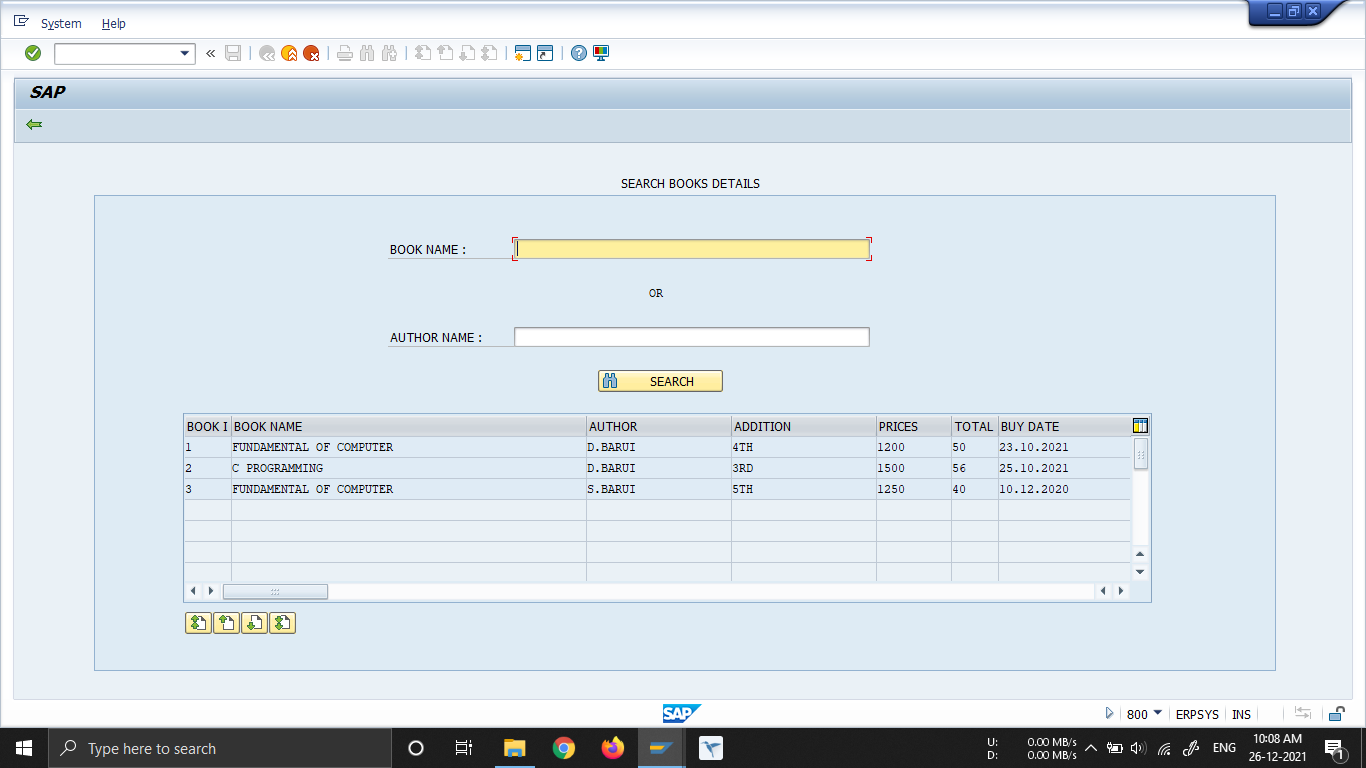 System Help
SAP
SEARCH BOOKS DETAILS
BOOK NAME :
OR
AUTHOR NAME :
SEARCH
BOOK I BOOK NAME AUTHOR ADDITION PRICES TOTAL BUY DATE
1 FUNDAMENTAL OF COMPUTER D.BARUI 4TH 1200 50 23.10.2021
2 C PROGRAMMING D.BARUI 3RD 1500 56 25.10.2021
3 FUNDAMENTAL OF COMPUTER S.BARUI 5TH 1250 40 10.12.2020
SAP 800 ERPSYS INS
Type here to search
U: 0.00 MB/s
D: 0.00 MB/s
ENG
10:08 AM
26-12-2021
1